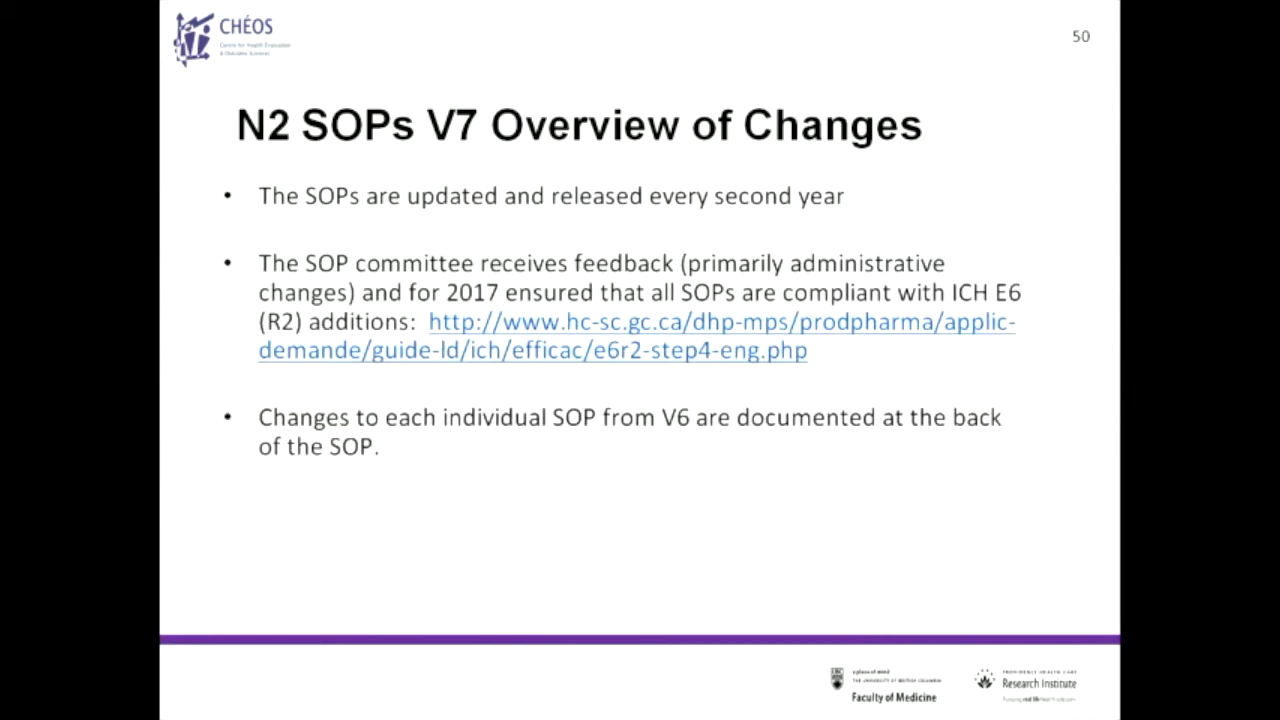 CHÉOS
Centre for Health Evaluation
& Outcome Sciences
50
N2 SOPs V7 Overview of Changes
• The SOPs are updated and released every second year
• The SOP committee receives feedback (primarily administrative
changes) and for 2017 ensured that all SOPs are compliant with ICH E6
(R2) additions: http://www.hc-sc.gc.ca/dhp-mps/prodpharma/applic-
demande/guide-ld/ich/efficac/e6r2-step4-eng.php
• Changes to each individual SOP from V6 are documented at the back
of the SOP.
a place of mind
THE UNIVERSITY OF BRITISH COLUMBIA
Faculty of Medicine
PROVIDENCE HEALTH CARE
Research Institute